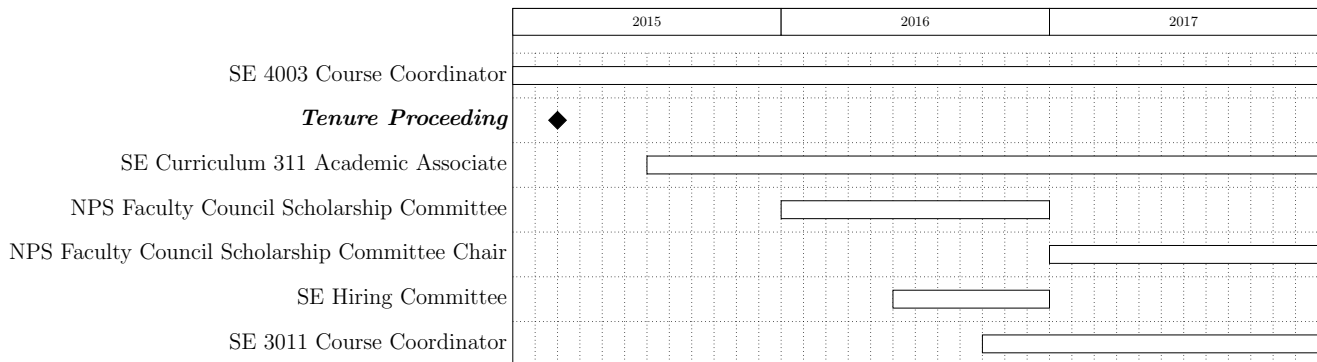 2015 2016 2017
SE 4003 Course Coordinator
Tenure Proceeding
SE Curriculum 311 Academic Associate
NPS Faculty Council Scholarship Committee
NPS Faculty Council Scholarship Committee Chair
SE Hiring Committee
SE 3011 Course Coordinator